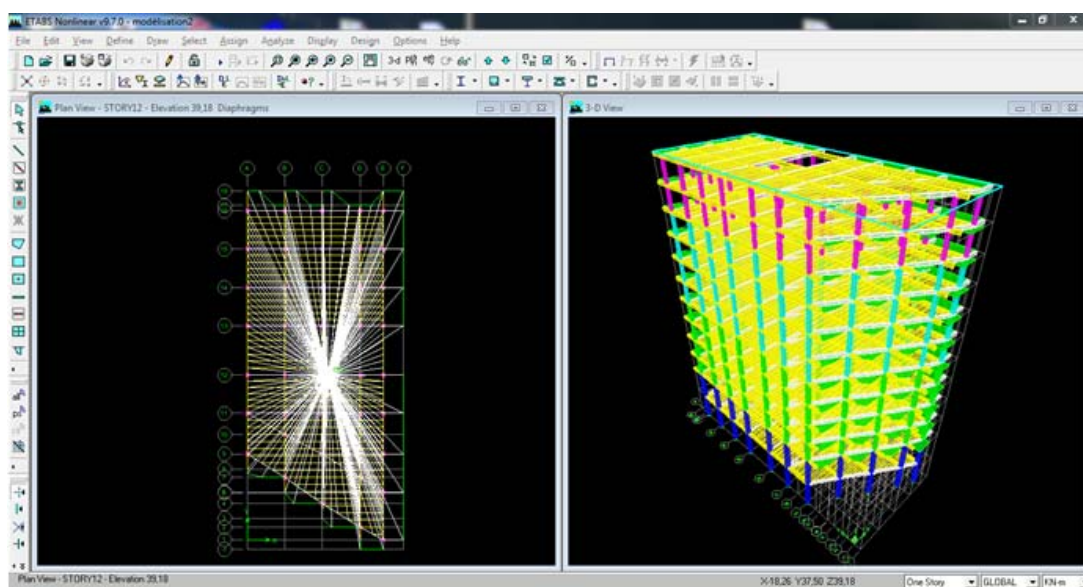 ETABS Nonlinear v9.7.0 - modélisation2
File Edit View Define Draw Select Assign Analyze Display Design Options Help
3-d
Plan View - STORY12 - Elevation 39,18 Diaphragms
3-D View
A B C D E F
Plan View - STORY12 - Elevation 39,18
X-18,26 Y37,50 Z39,18
One Story
GLOBAL
KN-m